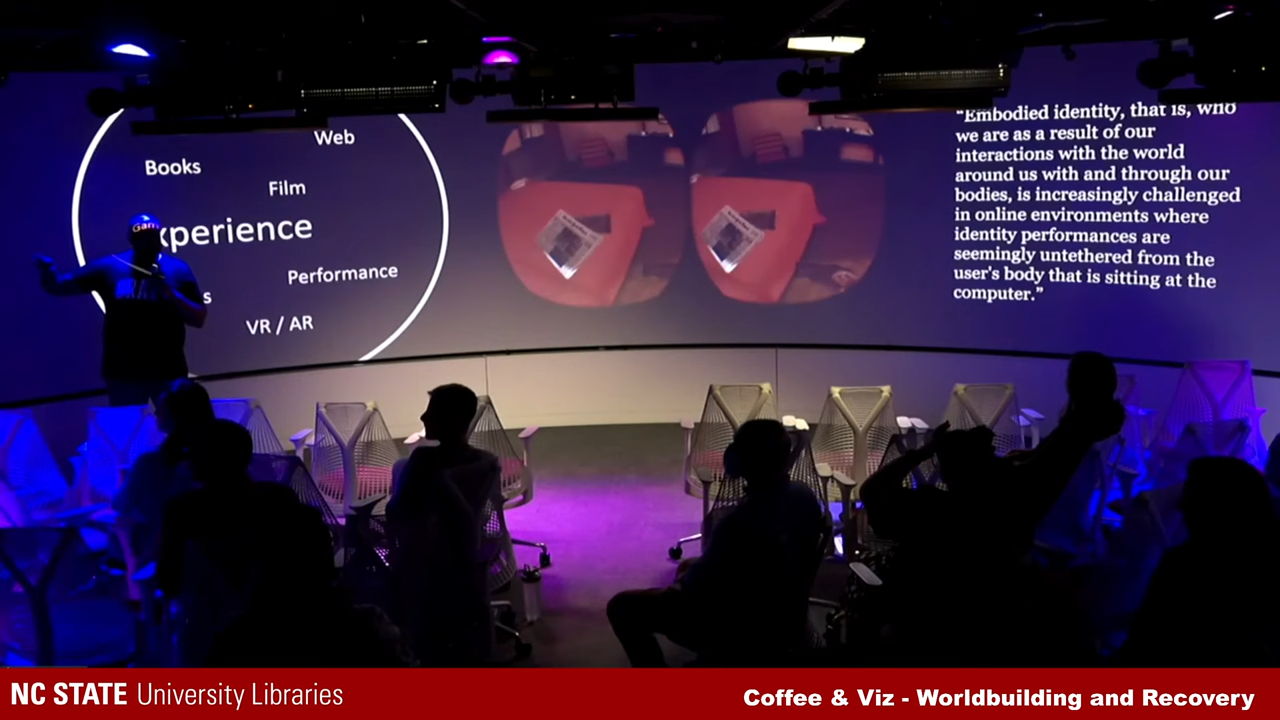 Web
Books
Film
xperience
Performance
s
VR / AR
“Embodied identity, that is, who
we are as a result of our
interactions with the world
around us with and through our
bodies, is increasingly challenged
in online environments where
identity performances are
seemingly untethered from the
user's body that is sitting at the
computer.”
NC STATE University Libraries
Coffee & Viz - Worldbuilding and Recovery